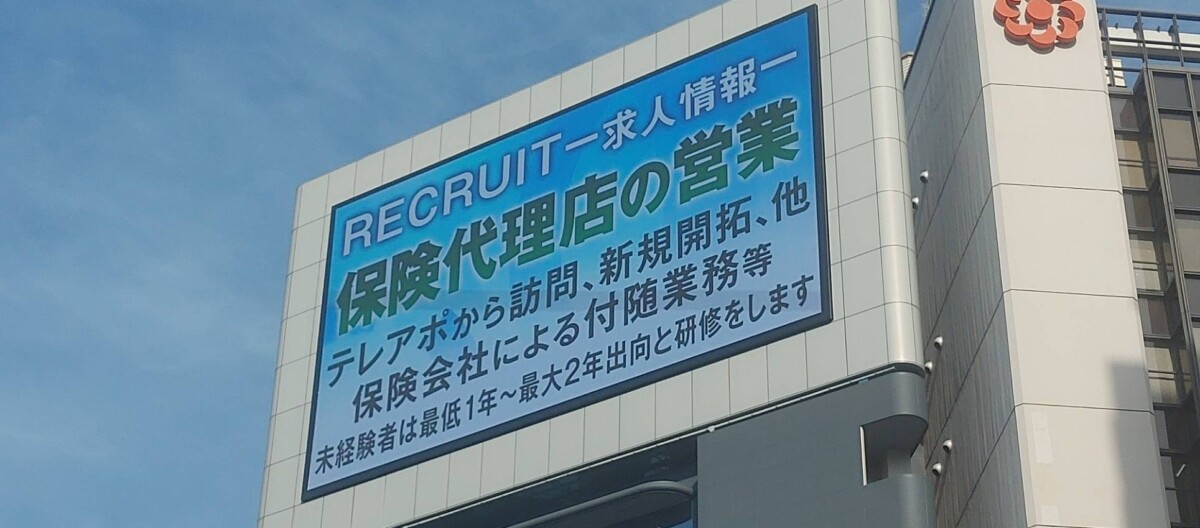 RECRUIT－求人情報－
保険代理店の営業
テレアポから訪問、新規開拓、他
保険会社による付随業務等
未経験者は最低1年～最大2年出向と研修をします